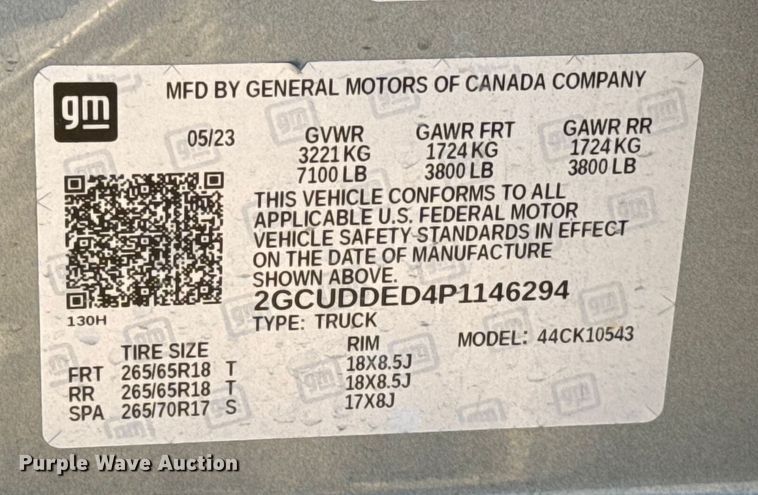 gm
MFD BY GENERAL MOTORS OF CANADA COMPANY
05/23 GVWR GAWR FRT GAWR RR
3221 KG 1724 KG 1724 KG
7100 LB 3800 LB 3800 LB
THIS VEHICLE CONFORMS TO ALL
APPLICABLE U.S. FEDERAL MOTOR
VEHICLE SAFETY STANDARDS IN EFFECT
ON THE DATE OF MANUFACTURE
SHOWN ABOVE.
2GCUDDED4P1146294
130H
TYPE: TRUCK MODEL: 44CK10543
TIRE SIZE RIM
FRT 265/65R18 T 18X8.5J
RR 265/65R18 T 18X8.5J
SPA 265/70R17 S 17X8J
Purple Wave Auction